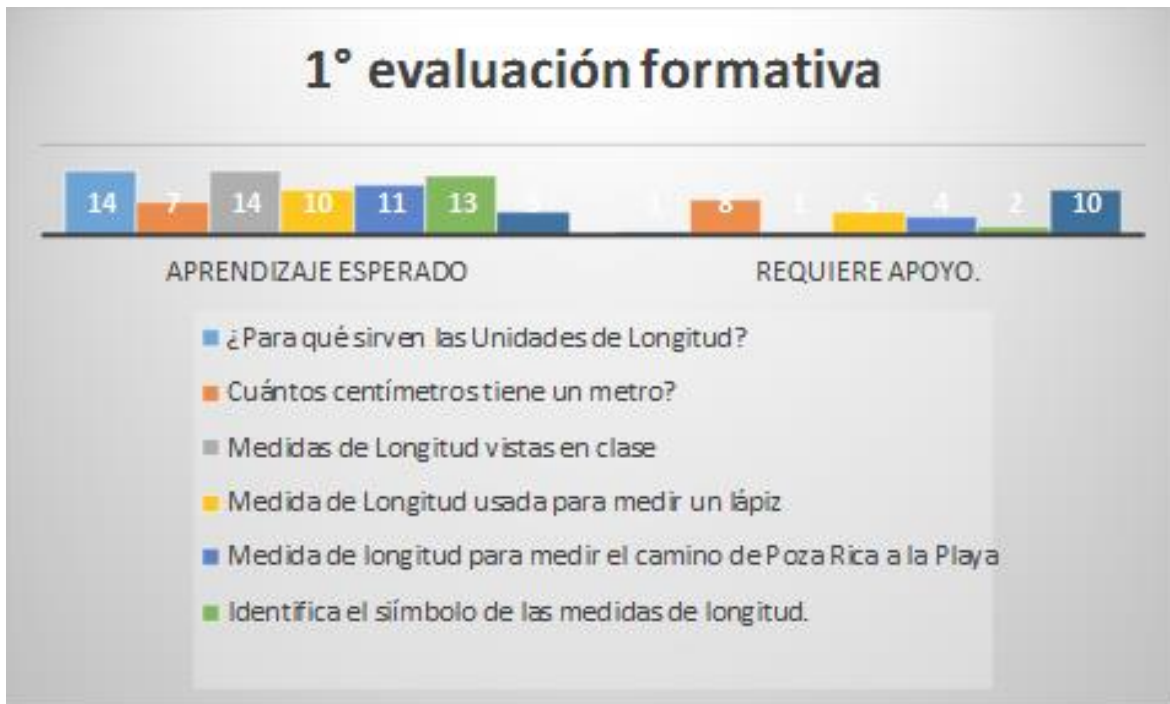 1° evaluación formativa
14 7 14 10 11 13 5 1 8 1 5 4 2 10
APRENDIZAJE ESPERADO REQUIERE APOYO.
¿Para qué sirven las Unidades de Longitud?
Cuántos centímetros tiene un metro?
Medidas de Longitud vistas en clase
Medida de Longitud usada para medir un lápiz
Medida de longitud para medir el camino de Poza Rica a la Playa
Identifica el siímbolo de las medidas de longitud.